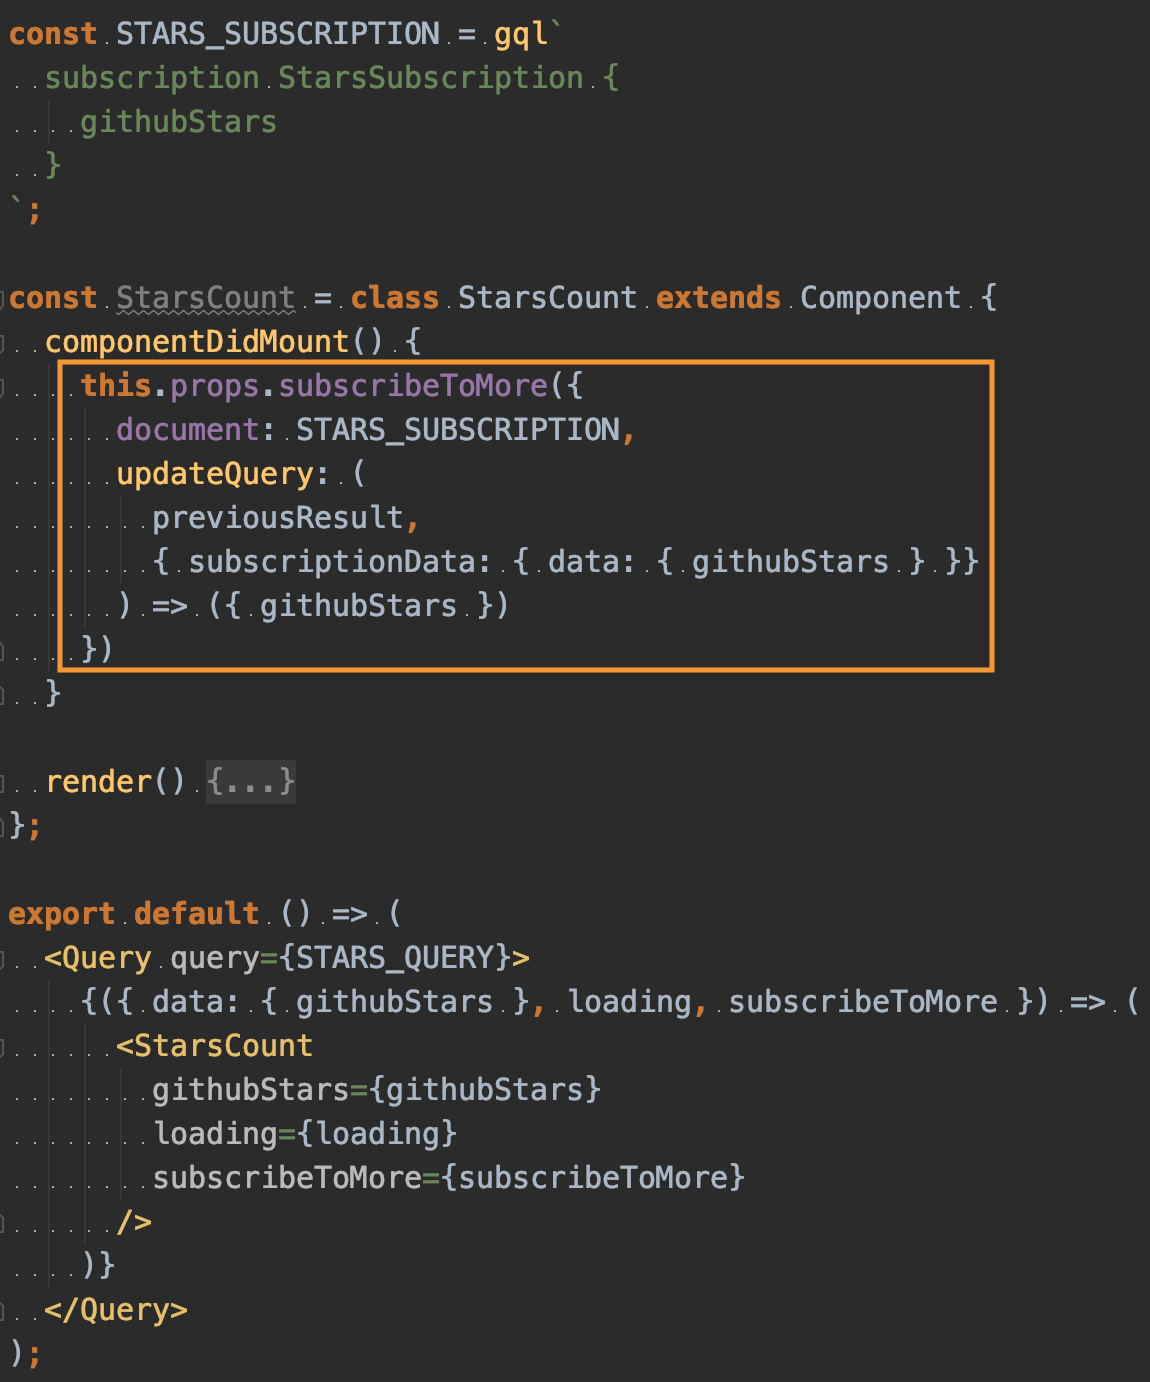 const STARS_SUBSCRIPTION = gql`
  subscription StarsSubscription {
    githubStars
  }
`;

const StarsCount = class StarsCount extends Component {
  componentDidMount() {
    this.props.subscribeToMore({
      document: STARS_SUBSCRIPTION,
      updateQuery: (
        previousResult,
        { subscriptionData: { data: { githubStars } }}
      ) => ({ githubStars })
    })
  }

  render() {...}
};

export default () => (
  <Query query={STARS_QUERY}>
    {({ data: { githubStars }, loading, subscribeToMore }) => (
      <StarsCount
        githubStars={githubStars}
        loading={loading}
        subscribeToMore={subscribeToMore}
      />
    )}
  </Query>
);